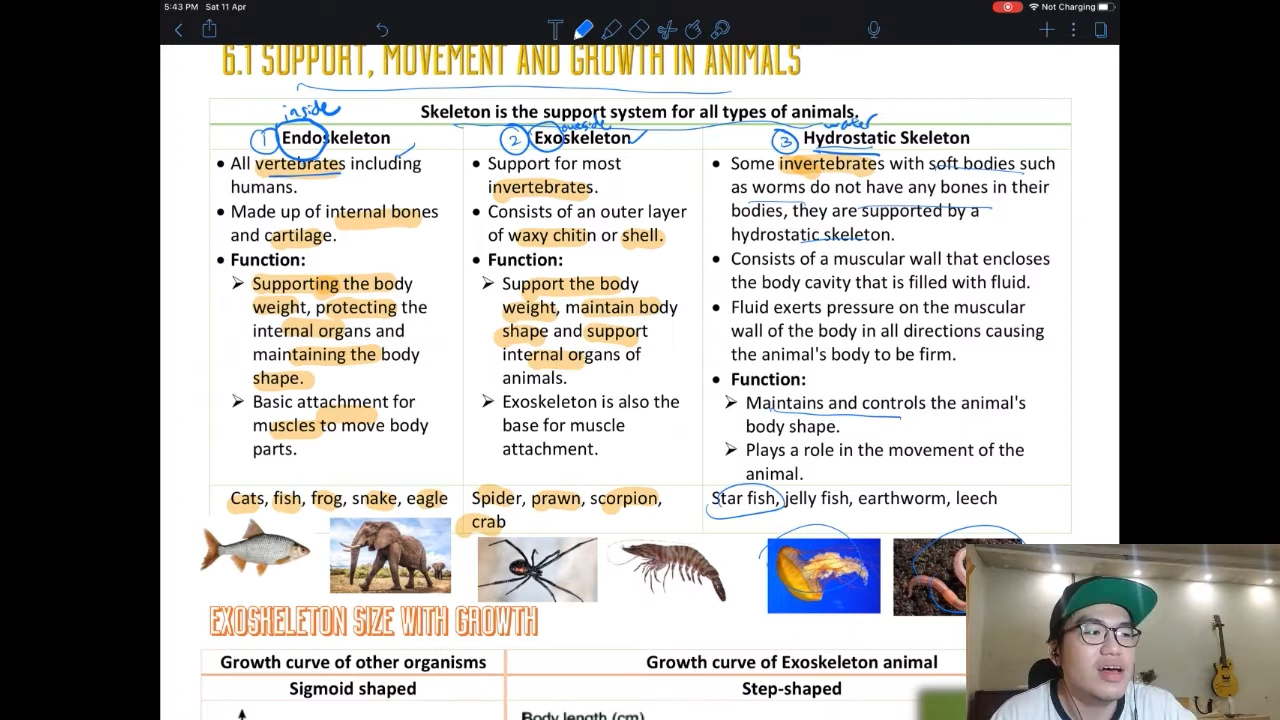 5:43 PM Sat 11 Apr
Not Charging
6.1 SUPPORT, MOVEMENT AND GROWTH IN ANIMALS
Skeleton is the support system for all types of animals.
inside
1 Endoskeleton
• All vertebrates including
humans.
• Made up of internal bones
and cartilage.
• Function:
➢ Supporting the body
weight, protecting the
internal organs and
maintaining the body
shape.
➢ Basic attachment for
muscles to move body
parts.
Cats, fish, frog, snake, eagle
outside
2 Exoskeleton
• Support for most
invertebrates.
• Consists of an outer layer
of waxy chitin or shell.
• Function:
➢ Support the body
weight, maintain body
shape and support
internal organs of
animals.
➢ Exoskeleton is also the
base for muscle
attachment.
Spider, prawn, scorpion,
crab
water
3 Hydrostatic Skeleton
• Some invertebrates with soft bodies such
as worms do not have any bones in their
bodies, they are supported by a
hydrostatic skeleton.
• Consists of a muscular wall that encloses
the body cavity that is filled with fluid.
• Fluid exerts pressure on the muscular
wall of the body in all directions causing
the animal's body to be firm.
• Function:
➢ Maintains and controls the animal's
body shape.
➢ Plays a role in the movement of the
animal.
Star fish, jelly fish, earthworm, leech
EXOSHELETON SIZE WITH GROWTH
Growth curve of other organisms
Sigmoid shaped
Growth curve of Exoskeleton animal
Step-shaped
Body length (cm)